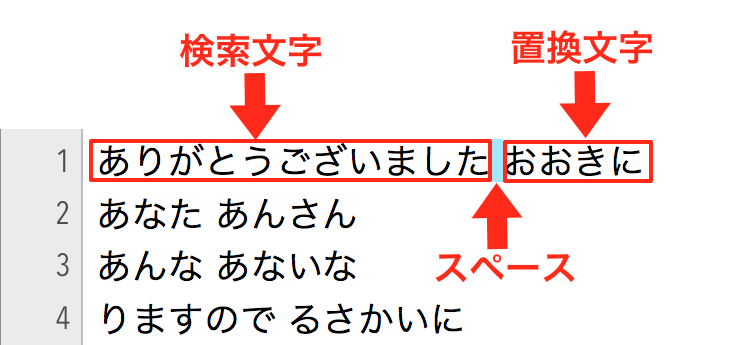 検索文字
置換文字
1 ありがとうございました おおきに
2 あなた あんさん
3 あんな あないな
スペース
4 りますので るさかいに